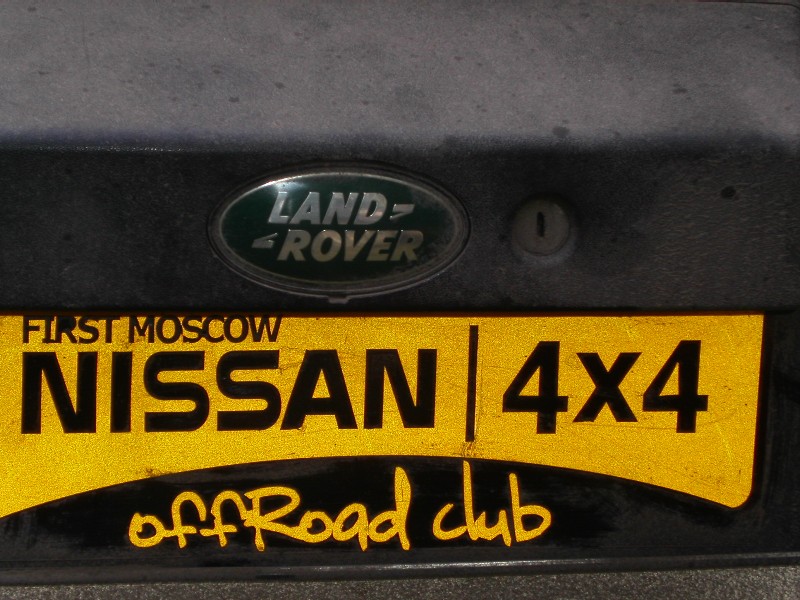 LAND
ROVER
FIRST MOSCOW
NISSAN 4x4
offRoad club